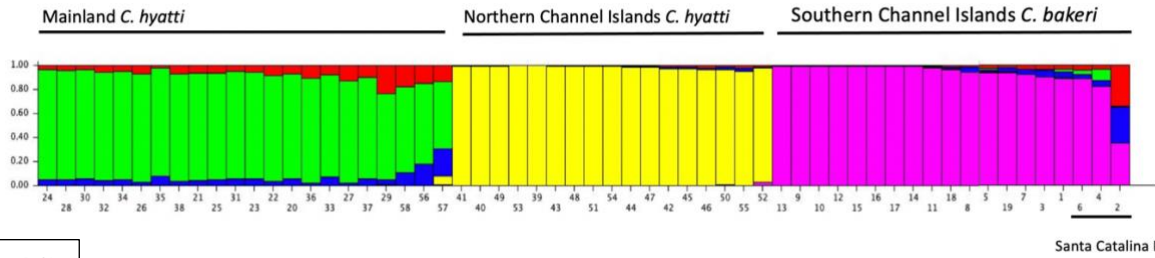 Mainland C. hyatti
Northern Channel Islands C. hyatti
Southern Channel Islands C. bakeri
1.00
0.80
0.60
0.40
0.20
0.00
24 30 32 34 35 21 31 22 36 27 29 56 41 49 39 48 54 47 45 50 52 9 12 16 14 18 5 7 1 4
28 32 26 38 25 23 20 33 37 58 57 40 53 43 51 44 42 46 55 13 10 15 17 11 8 19 3 6 2
Santa Catalina